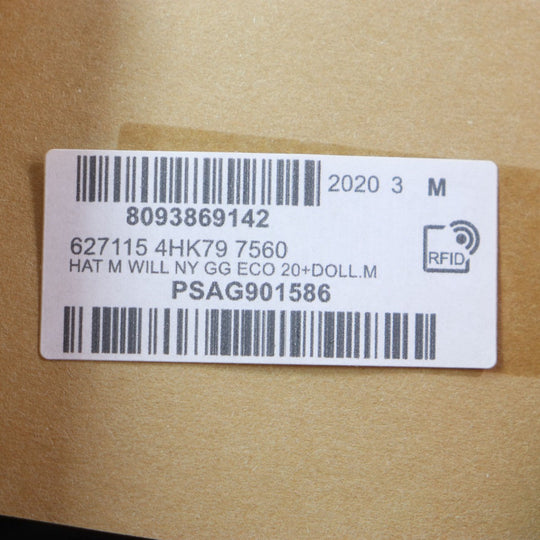 2020 3 M
8093869142
627115 4HK79 7560
HAT M WILL NY GG ECO 20+DOLL.M
RFID
PSAG901586